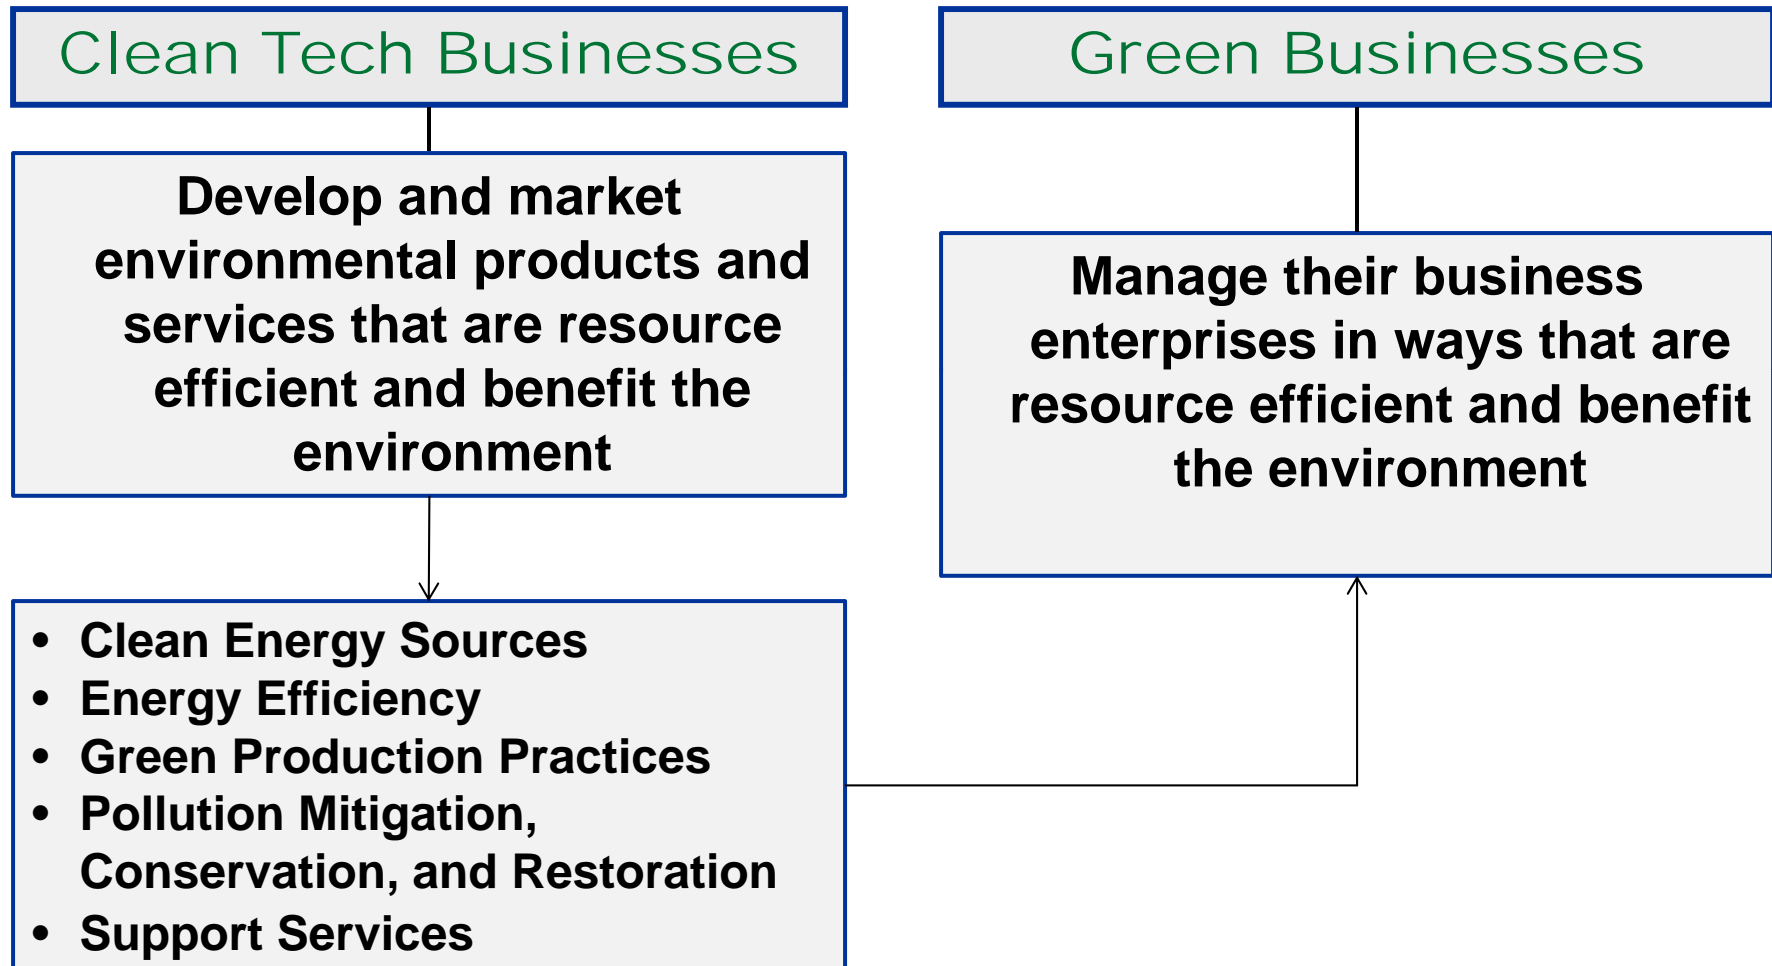 Clean Tech Businesses
Develop and market
environmental products and
services that are resource
efficient and benefit the
environment
• Clean Energy Sources
• Energy Efficiency
• Green Production Practices
• Pollution Mitigation,
Conservation, and Restoration
• Support Services
Green Businesses
Manage their business
enterprises in ways that are
resource efficient and benefit
the environment